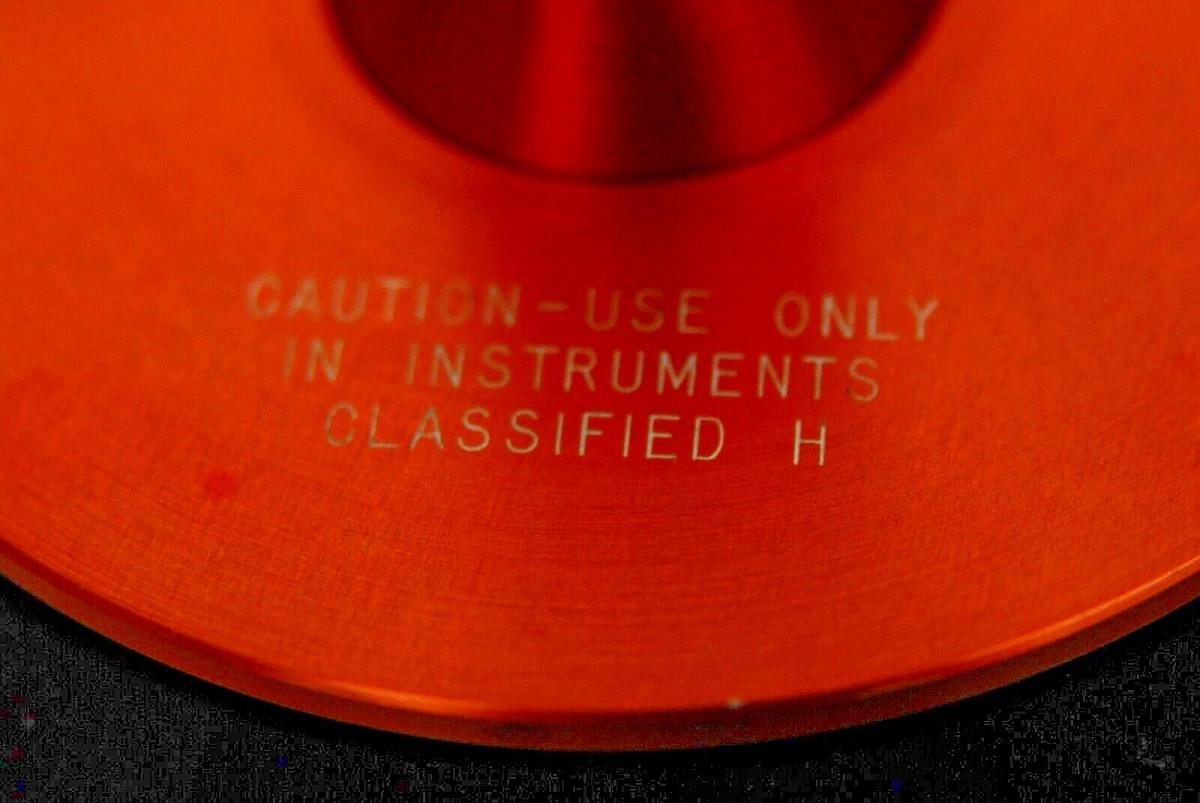 CAUTION-USE ONLY
IN INSTRUMENTS
CLASSIFIED H